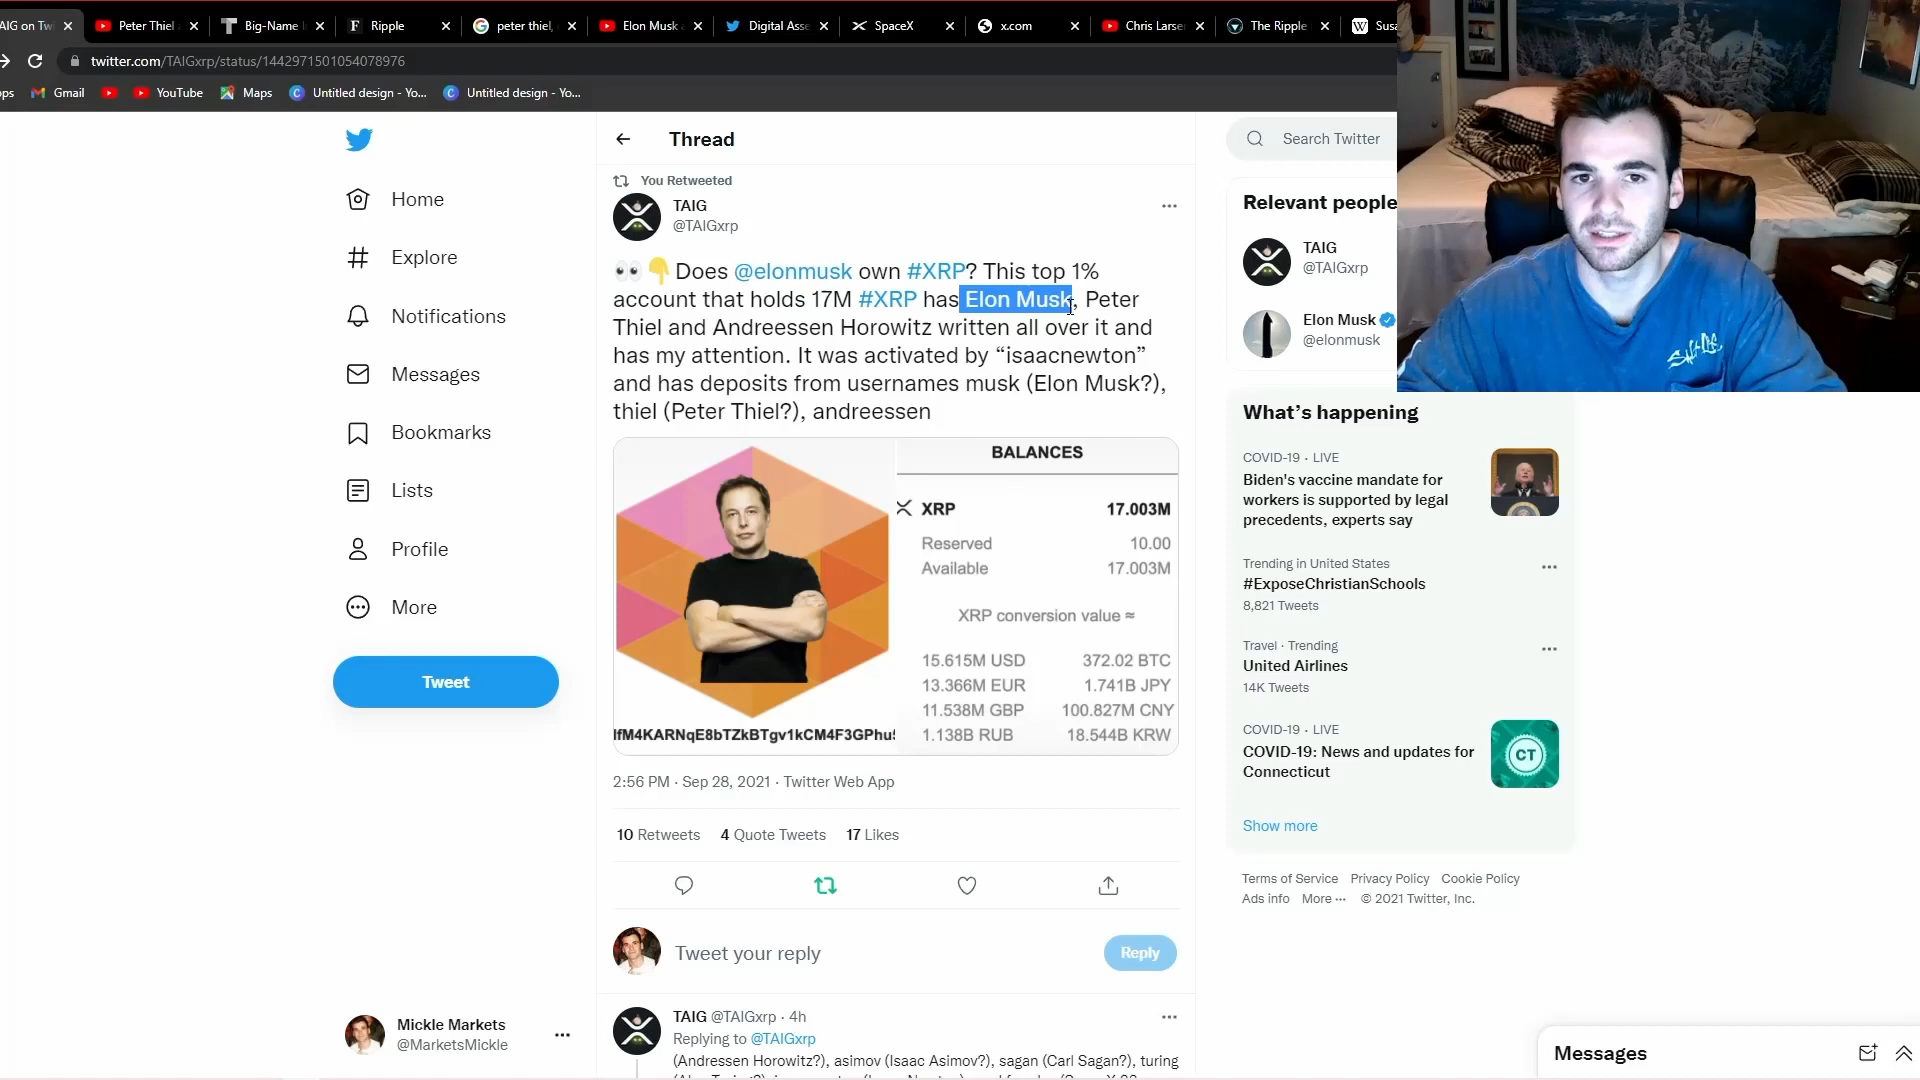 AIG on Tw
Peter Thiel
Big-Name
Ripple
peter thiel,
Elon Musk
Digital Asse
SpaceX
x.com
Chris Larse
The Ripple
Susa
twitter.com/TAIGxrp/status/1442971501054078976
ps
Gmail
YouTube
Maps
Untitled design - Yo...
Untitled design - Yo...
Home
Explore
Notifications
Messages
Bookmarks
Lists
Profile
More
Tweet
Mickle Markets
@MarketsMickle
Thread
You Retweeted
TAIG
@TAIGxrp
Does @elonmusk own #XRP? This top 1%
account that holds 17M #XRP has Elon Musk, Peter
Thiel and Andreessen Horowitz written all over it and
has my attention. It was activated by “isaacnewton”
and has deposits from usernames musk (Elon Musk?),
thiel (Peter Thiel?), andreessen
BALANCES
XRP 17.003M
Reserved 10.00
Available 17.003M
XRP conversion value ≈
15.615M USD 372.02 BTC
13.366M EUR 1.741B JPY
11.538M GBP 100.827M CNY
1.138B RUB 18.544B KRW
lfM4KARNqE8bTZkBTgv1kCM4F3GPhu
2:56 PM · Sep 28, 2021 · Twitter Web App
10 Retweets 4 Quote Tweets 17 Likes
Tweet your reply
Reply
TAIG @TAIGxrp · 4h
Replying to @TAIGxrp
(Andressen Horowitz?), asimov (Isaac Asimov?), sagan (Carl Sagan?), turing
Search Twitter
Relevant people
TAIG
@TAIGxrp
Elon Musk
@elonmusk
What’s happening
COVID-19 · LIVE
Biden's vaccine mandate for
workers is supported by legal
precedents, experts say
Trending in United States
#ExposeChristianSchools
8,821 Tweets
Travel · Trending
United Airlines
14K Tweets
COVID-19 · LIVE
COVID-19: News and updates for
Connecticut
CT
Show more
Terms of Service Privacy Policy Cookie Policy
Ads info More ··· © 2021 Twitter, Inc.
Messages